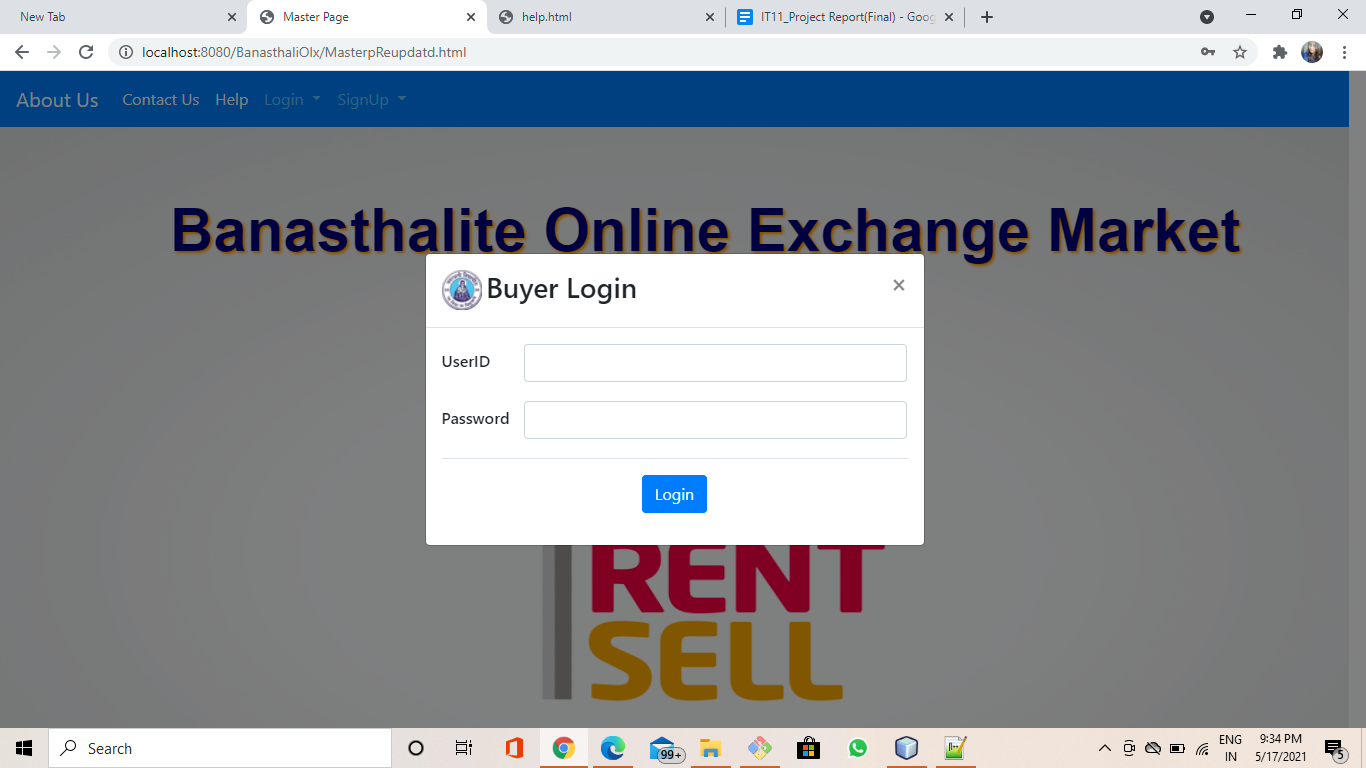 New Tab
Master Page
help.html
IT11_Project Report(Final) - Goog
localhost:8080/BanasthaliOlx/MasterpReupdatd.html
About Us Contact Us Help Login SignUp
Banasthalite Online Exchange Market
Buyer Login ×
UserID
Password
Login
RENT
SELL
Search
99+
ENG
IN
9:34 PM
5/17/2021
5